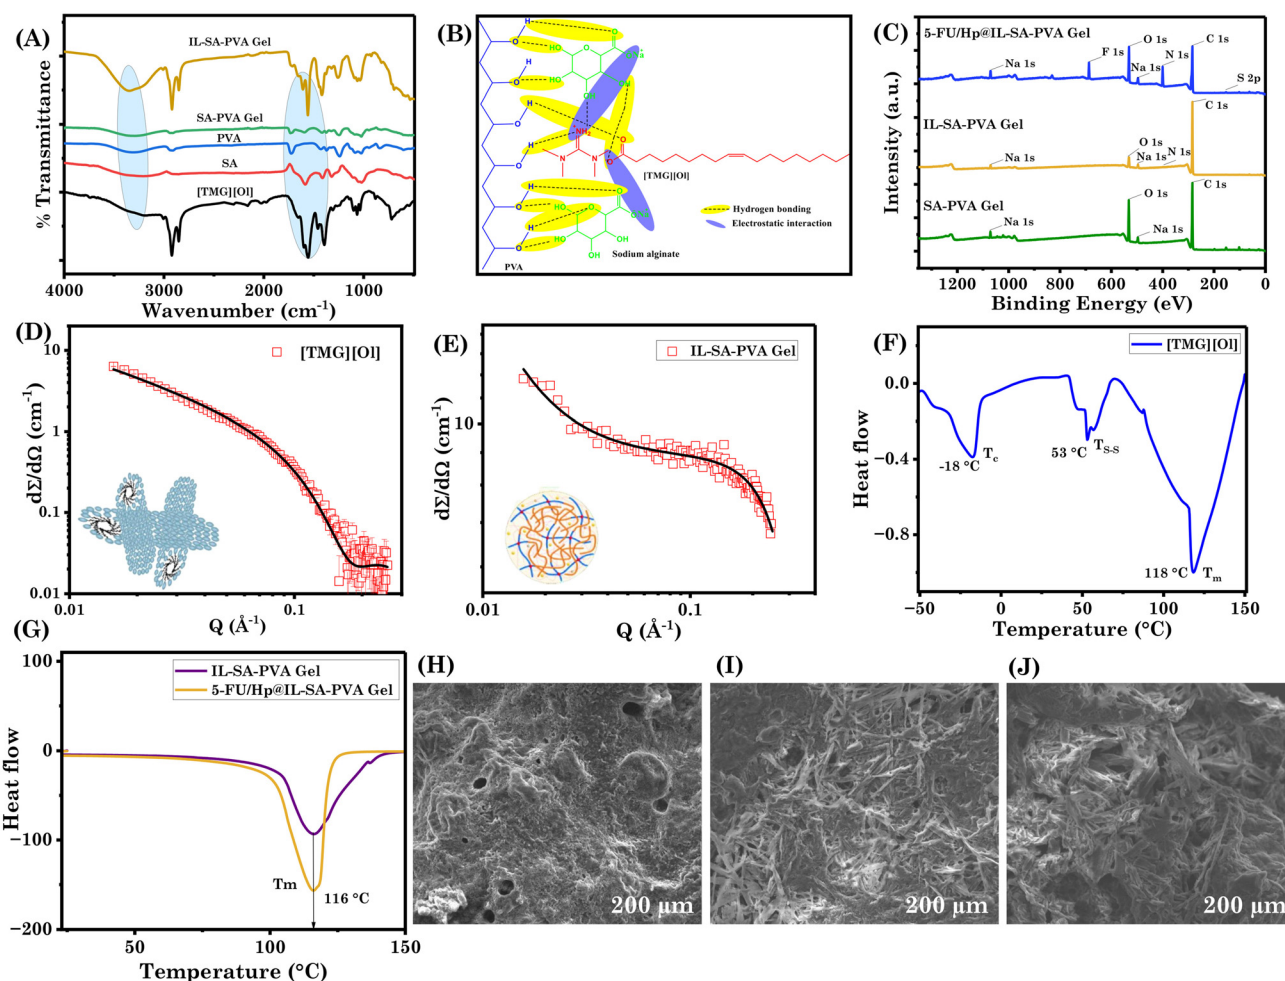 (A)
IL-SA-PVA Gel
SA-PVA Gel
PVA
SA
[TMG][Ol]
% Transmittance
4000 3000 2000 1000
Wavenumber (cm⁻¹)
(B)
[TMG][Ol]
Hydrogen bonding
Electrostatic interaction
Sodium alginate
PVA
(C)
5-FU/Hp@IL-SA-PVA Gel
Na 1s
F 1s
O 1s
Na 1s
N 1s
C 1s
S 2p
IL-SA-PVA Gel
Na 1s
O 1s
Na 1s
N 1s
C 1s
SA-PVA Gel
Na 1s
O 1s
Na 1s
C 1s
Intensity (a.u.)
1200 1000 800 600 400 200 0
Binding Energy (eV)
(D)
[TMG][Ol]
10
1
0.1
0.01
dΣ/dΩ (cm⁻¹)
0.01 0.1
Q (Å⁻¹)
(E)
IL-SA-PVA Gel
10
dΣ/dΩ (cm⁻¹)
0.01 0.1
Q (Å⁻¹)
(F)
[TMG][Ol]
0.0
-0.4
-0.8
Heat flow
-18 °C Tc
53 °C TS-S
118 °C Tm
-50 0 50 100 150
Temperature (°C)
(G)
IL-SA-PVA Gel
5-FU/Hp@IL-SA-PVA Gel
100
0
-100
-200
Heat flow
Tm
116 °C
50 100 150
Temperature (°C)
(H)
200 μm
(I)
200 μm
(J)
200 μm